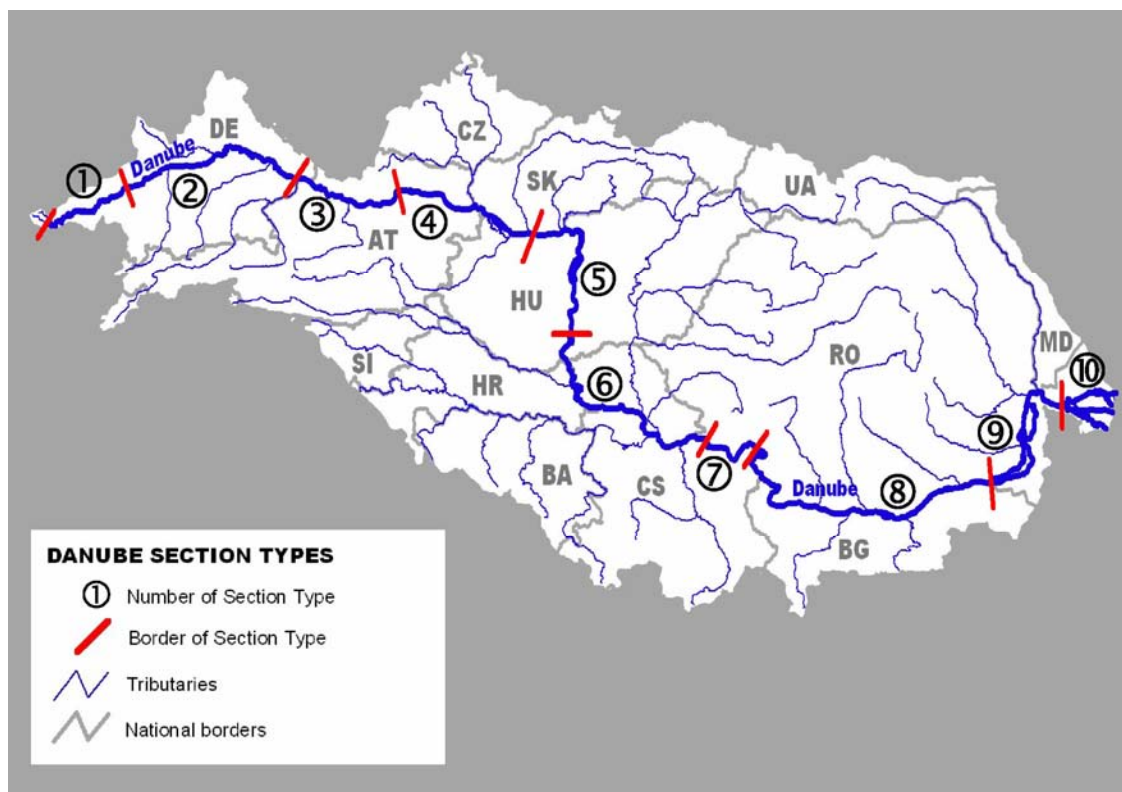 DE
CZ
①
Danube
②
SK
UA
③
④
AT
⑤
HU
MD
RO
⑩
SI
HR
⑥
⑨
BA
CS
⑦
Danube
⑧
BG
DANUBE SECTION TYPES
① Number of Section Type
Border of Section Type
Tributaries
National borders